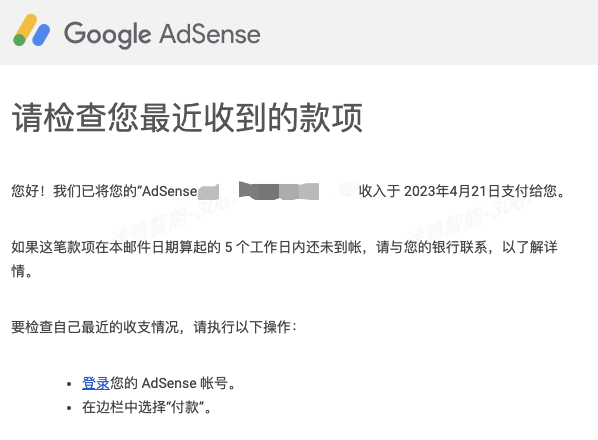 Google AdSense
请检查您最近收到的款项
您好！我们已将您的“AdSense 收入于 2023年4月21日支付给您。
如果这笔款项在本邮件日期算起的 5 个工作日内还未到帐，请与您的银行联系，以了解详
情。
要检查自己最近的收支情况，请执行以下操作：
• 登录您的 AdSense 帐号。
• 在边栏中选择“付款”。